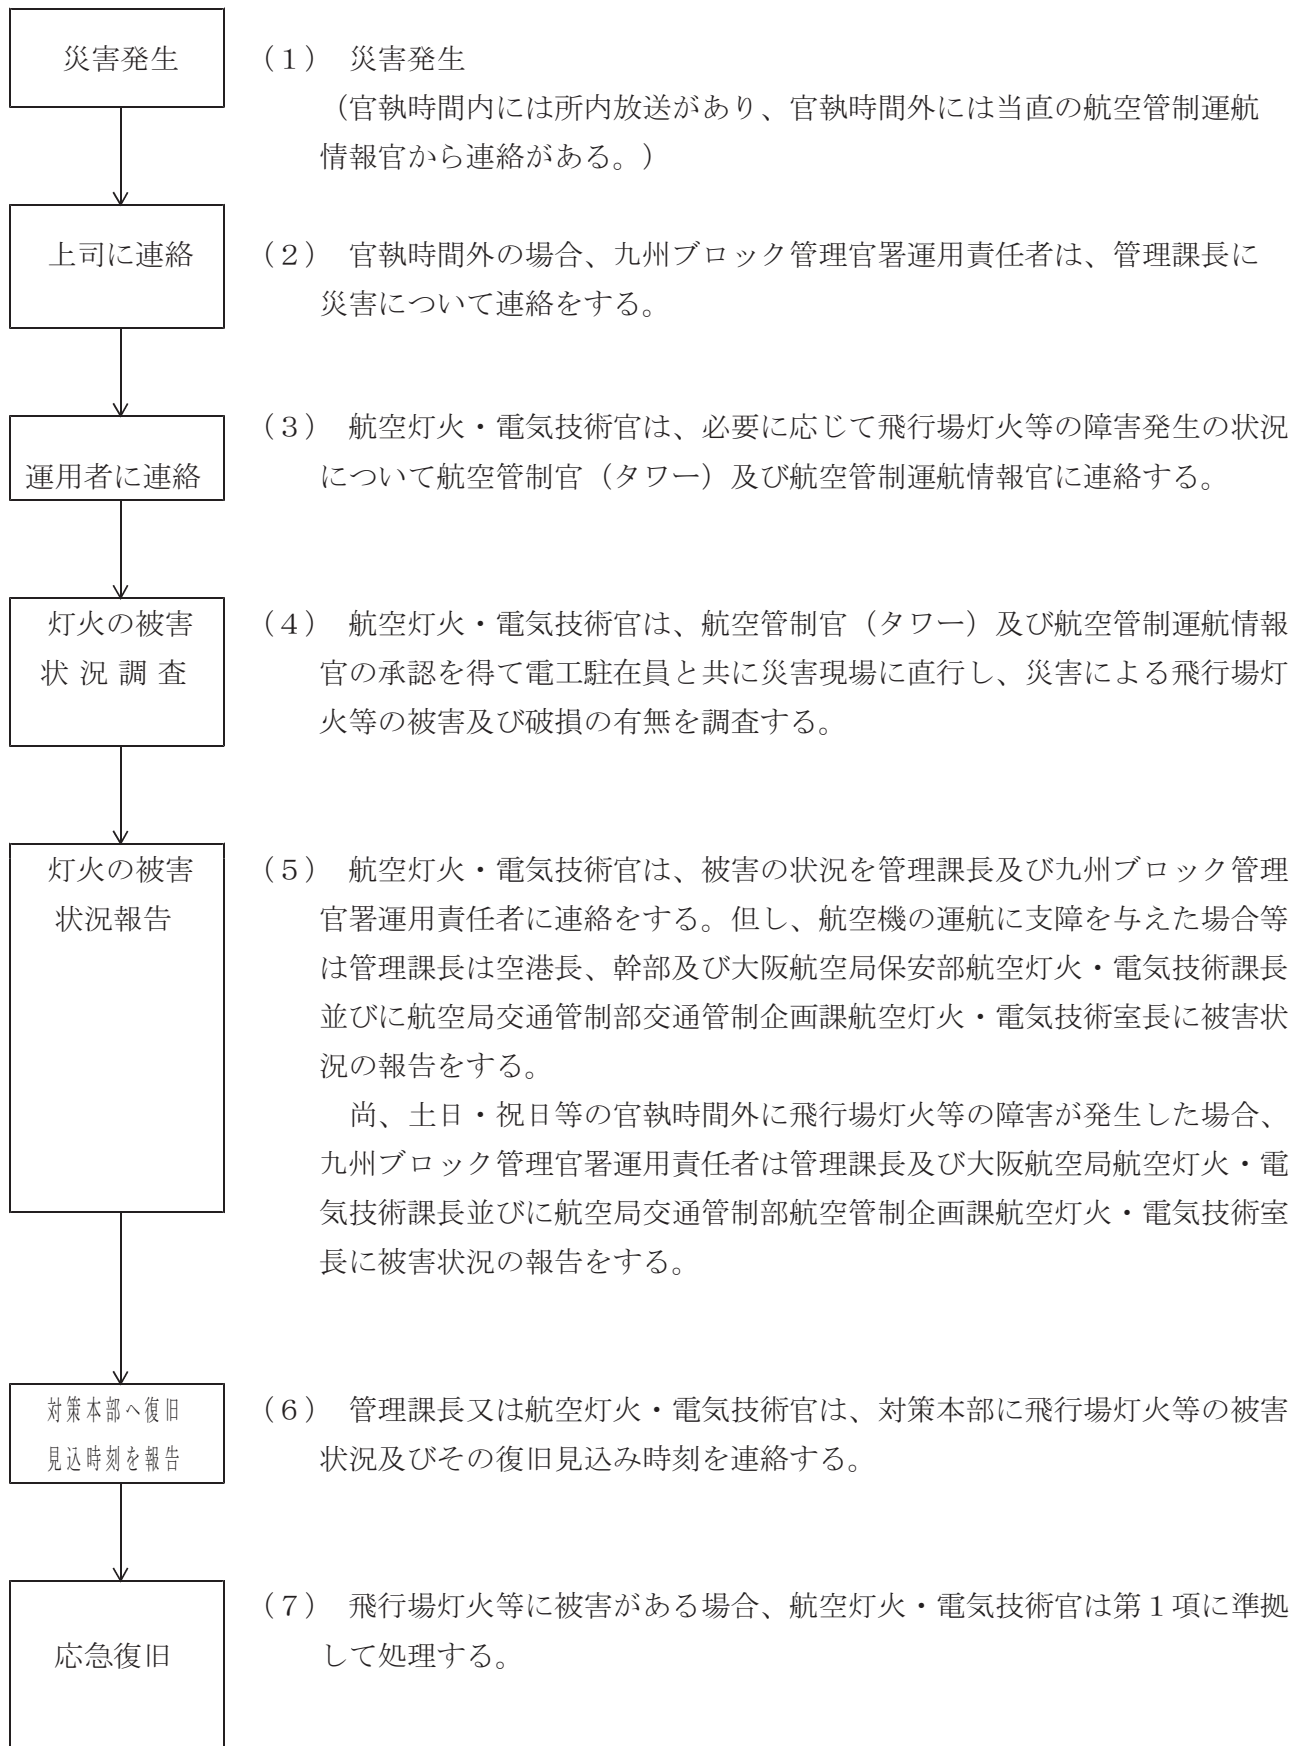 災害発生
(1) 災害発生
(官執時間内には所内放送があり、官執時間外には当直の航空管制運航
情報官から連絡がある。)
上司に連絡
(2) 官執時間外の場合、九州ブロック管理官署運用責任者は、管理課長に
災害について連絡をする。
運用者に連絡
(3) 航空灯火・電気技術官は、必要に応じて飛行場灯火等の障害発生の状況
について航空管制官(タワー)及び航空管制運航情報官に連絡する。
灯火の被害
状況調査
(4) 航空灯火・電気技術官は、航空管制官(タワー)及び航空管制運航情報
官の承認を得て電工駐在員と共に災害現場に直行し、災害による飛行場灯
火等の被害及び破損の有無を調査する。
灯火の被害
状況報告
(5) 航空灯火・電気技術官は、被害の状況を管理課長及び九州ブロック管理
官署運用責任者に連絡をする。但し、航空機の運航に支障を与えた場合等
は管理課長は空港長、幹部及び大阪航空局保安部航空灯火・電気技術課長
並びに航空局交通管制部交通管制企画課航空灯火・電気技術室長に被害状
況の報告をする。
尚、土日・祝日等の官執時間外に飛行場灯火等の障害が発生した場合、
九州ブロック管理官署運用責任者は管理課長及び大阪航空局航空灯火・電
気技術課長並びに航空局交通管制部航空管制企画課航空灯火・電気技術室
長に被害状況の報告をする。
対策本部へ復旧
見込時刻を報告
(6) 管理課長又は航空灯火・電気技術官は、対策本部に飛行場灯火等の被害
状況及びその復旧見込み時刻を連絡する。
応急復旧
(7) 飛行場灯火等に被害がある場合、航空灯火・電気技術官は第1項に準拠
して処理する。